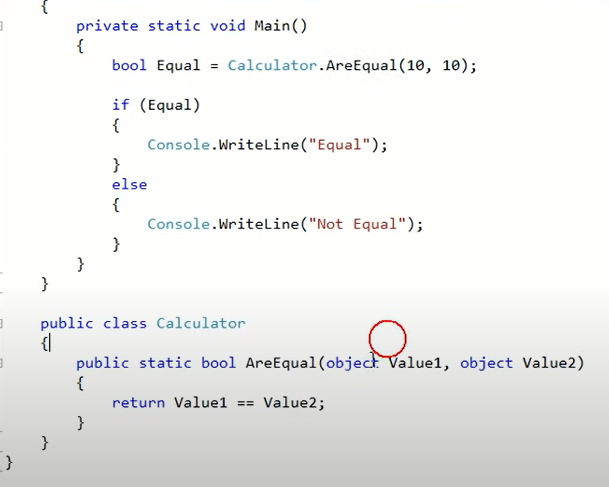 {
private static void Main()
{
bool Equal = Calculator.AreEqual(10, 10);
if (Equal)
{
Console.WriteLine("Equal");
}
else
{
Console.WriteLine("Not Equal");
}
}
}
public class Calculator
{
public static bool AreEqual(object Value1, object Value2)
{
return Value1 == Value2;
}
}
}